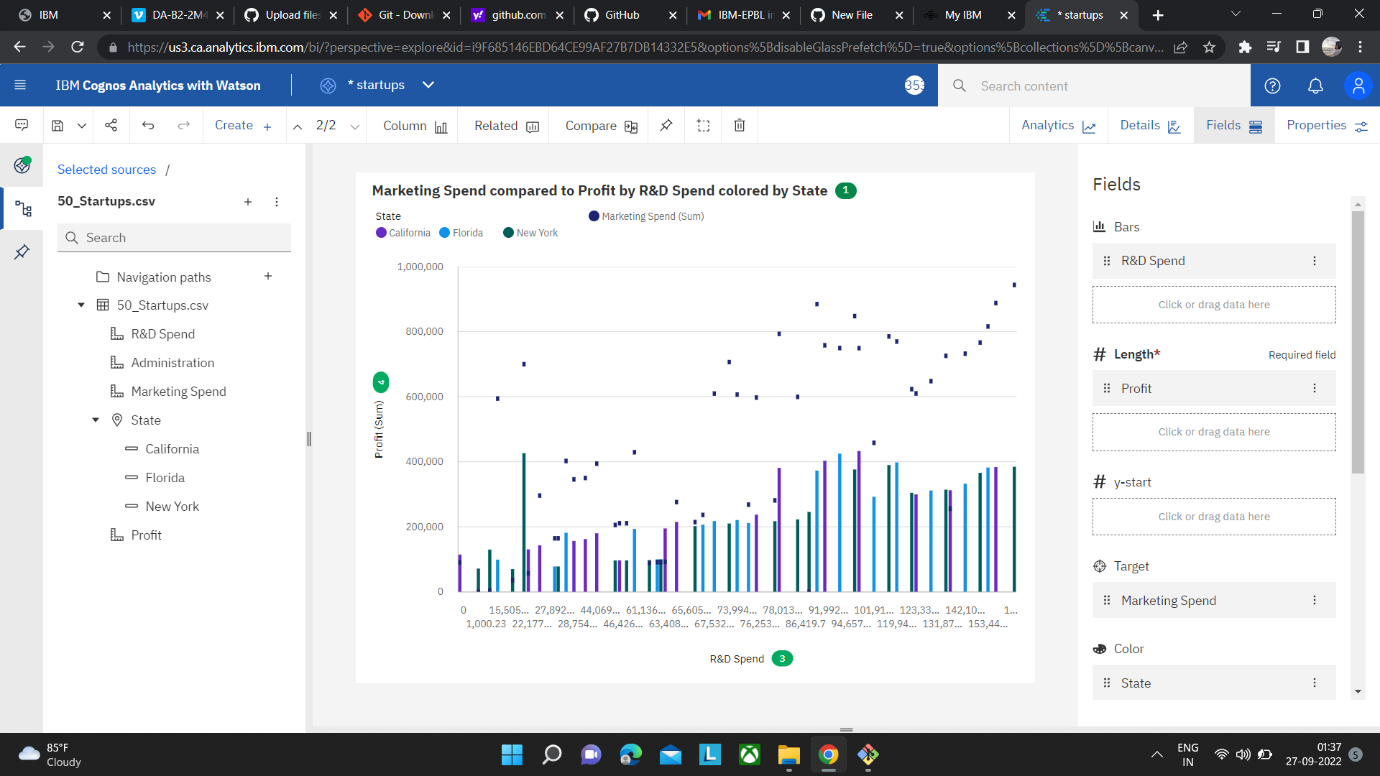 IBM
DA-B2-2M4
Upload files
Git - Down
github.com
GitHub
IBM-EPBL in
New File
My IBM
* startups
https://us3.ca.analytics.ibm.com/bi/?perspective=explore&id=i9F685146EBD64CE99AF27B7DB14332E5&options%5BdisableGlassPrefetch%5D=true&options%5Bcollections%5D%5Bcanv...
IBM Cognos Analytics with Watson
* startups
353
Search content
Create +
2/2
Column
Related
Compare
Analytics
Details
Fields
Properties
Selected sources /
50_Startups.csv
Search
Navigation paths
50_Startups.csv
R&D Spend
Administration
Marketing Spend
State
California
Florida
New York
Profit
Marketing Spend compared to Profit by R&D Spend colored by State 1
State
Marketing Spend (Sum)
California Florida New York
1,000,000
800,000
600,000
400,000
200,000
0
Profit (Sum) 4
0 15,505... 27,892... 44,069... 61,136... 65,605... 73,994... 78,013... 91,992... 101,91... 123,33... 142,10... 1...
1,000.23 22,177... 28,754... 46,426... 63,408... 67,532... 76,253... 86,419.7 94,657... 119,94... 131,87... 153,44...
R&D Spend 3
Fields
Bars
R&D Spend
Click or drag data here
Length* Required field
Profit
Click or drag data here
y-start
Click or drag data here
Target
Marketing Spend
Color
State
85°F
Cloudy
ENG
IN
01:37
27-09-2022
5